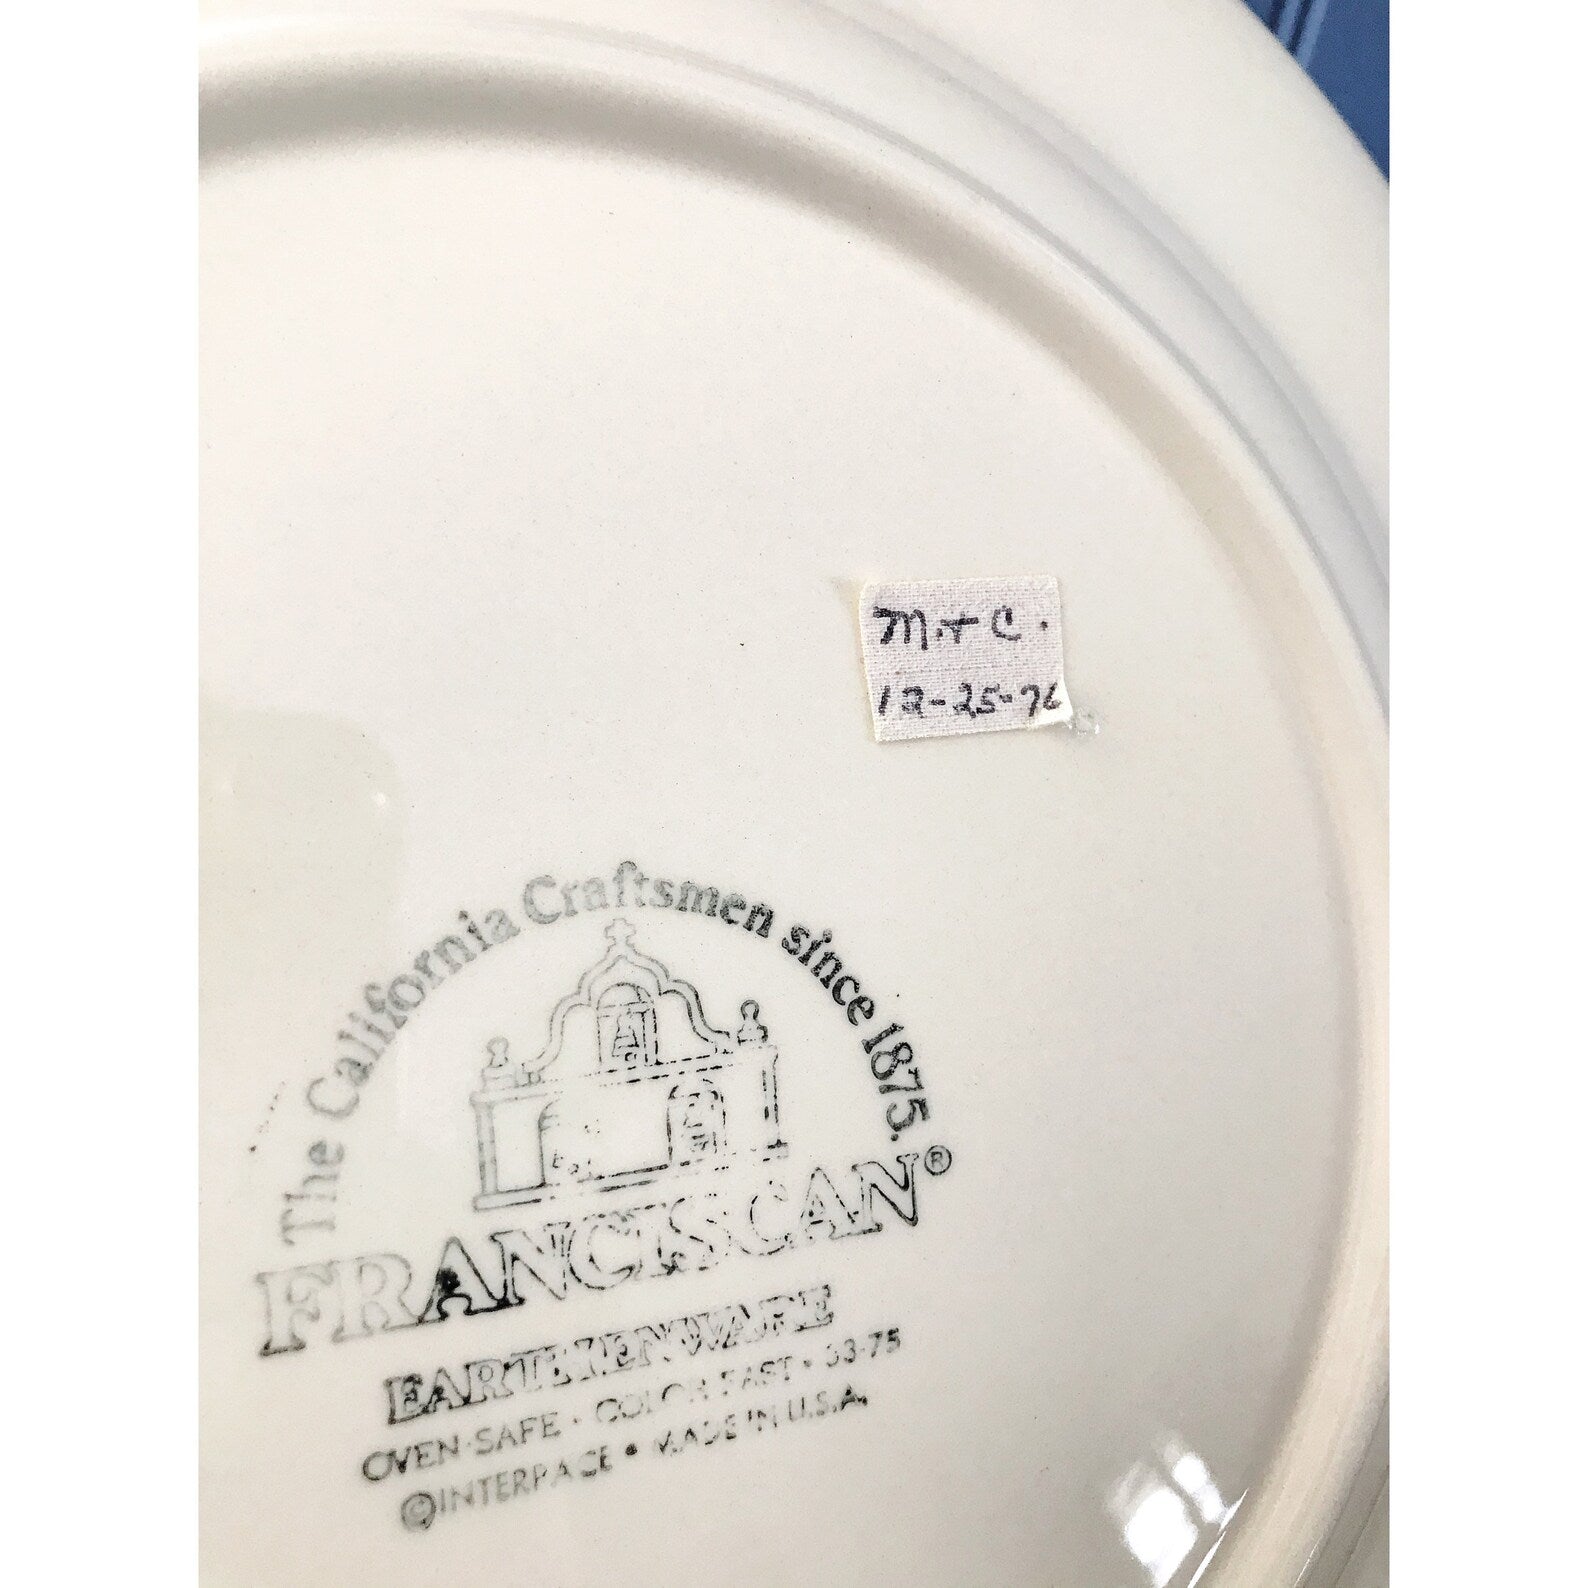 M. + C.
12-25-76
The California Craftsmen since 1875.
FRANCISCAN®
EARTHENWARE
OVEN-SAFE · COLOR FAST · 33-75
©INTERPACE • MADE IN U.S.A.